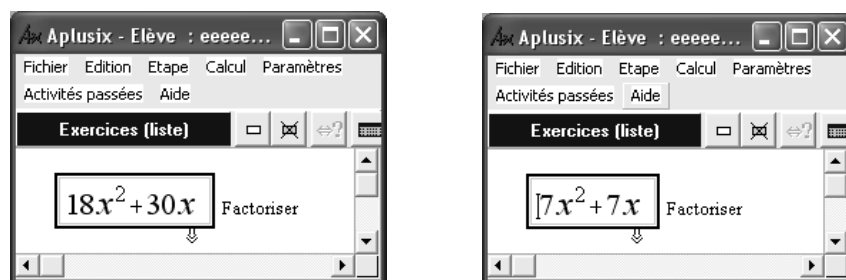 Aplusix - Elève : eeeee...
Fichier Edition Etape Calcul Paramètres
Activités passées Aide
Exercices (liste)
18x²+30x Factoriser
Aplusix - Elève : eeeee...
Fichier Edition Etape Calcul Paramètres
Activités passées Aide
Exercices (liste)
7x²+7x Factoriser